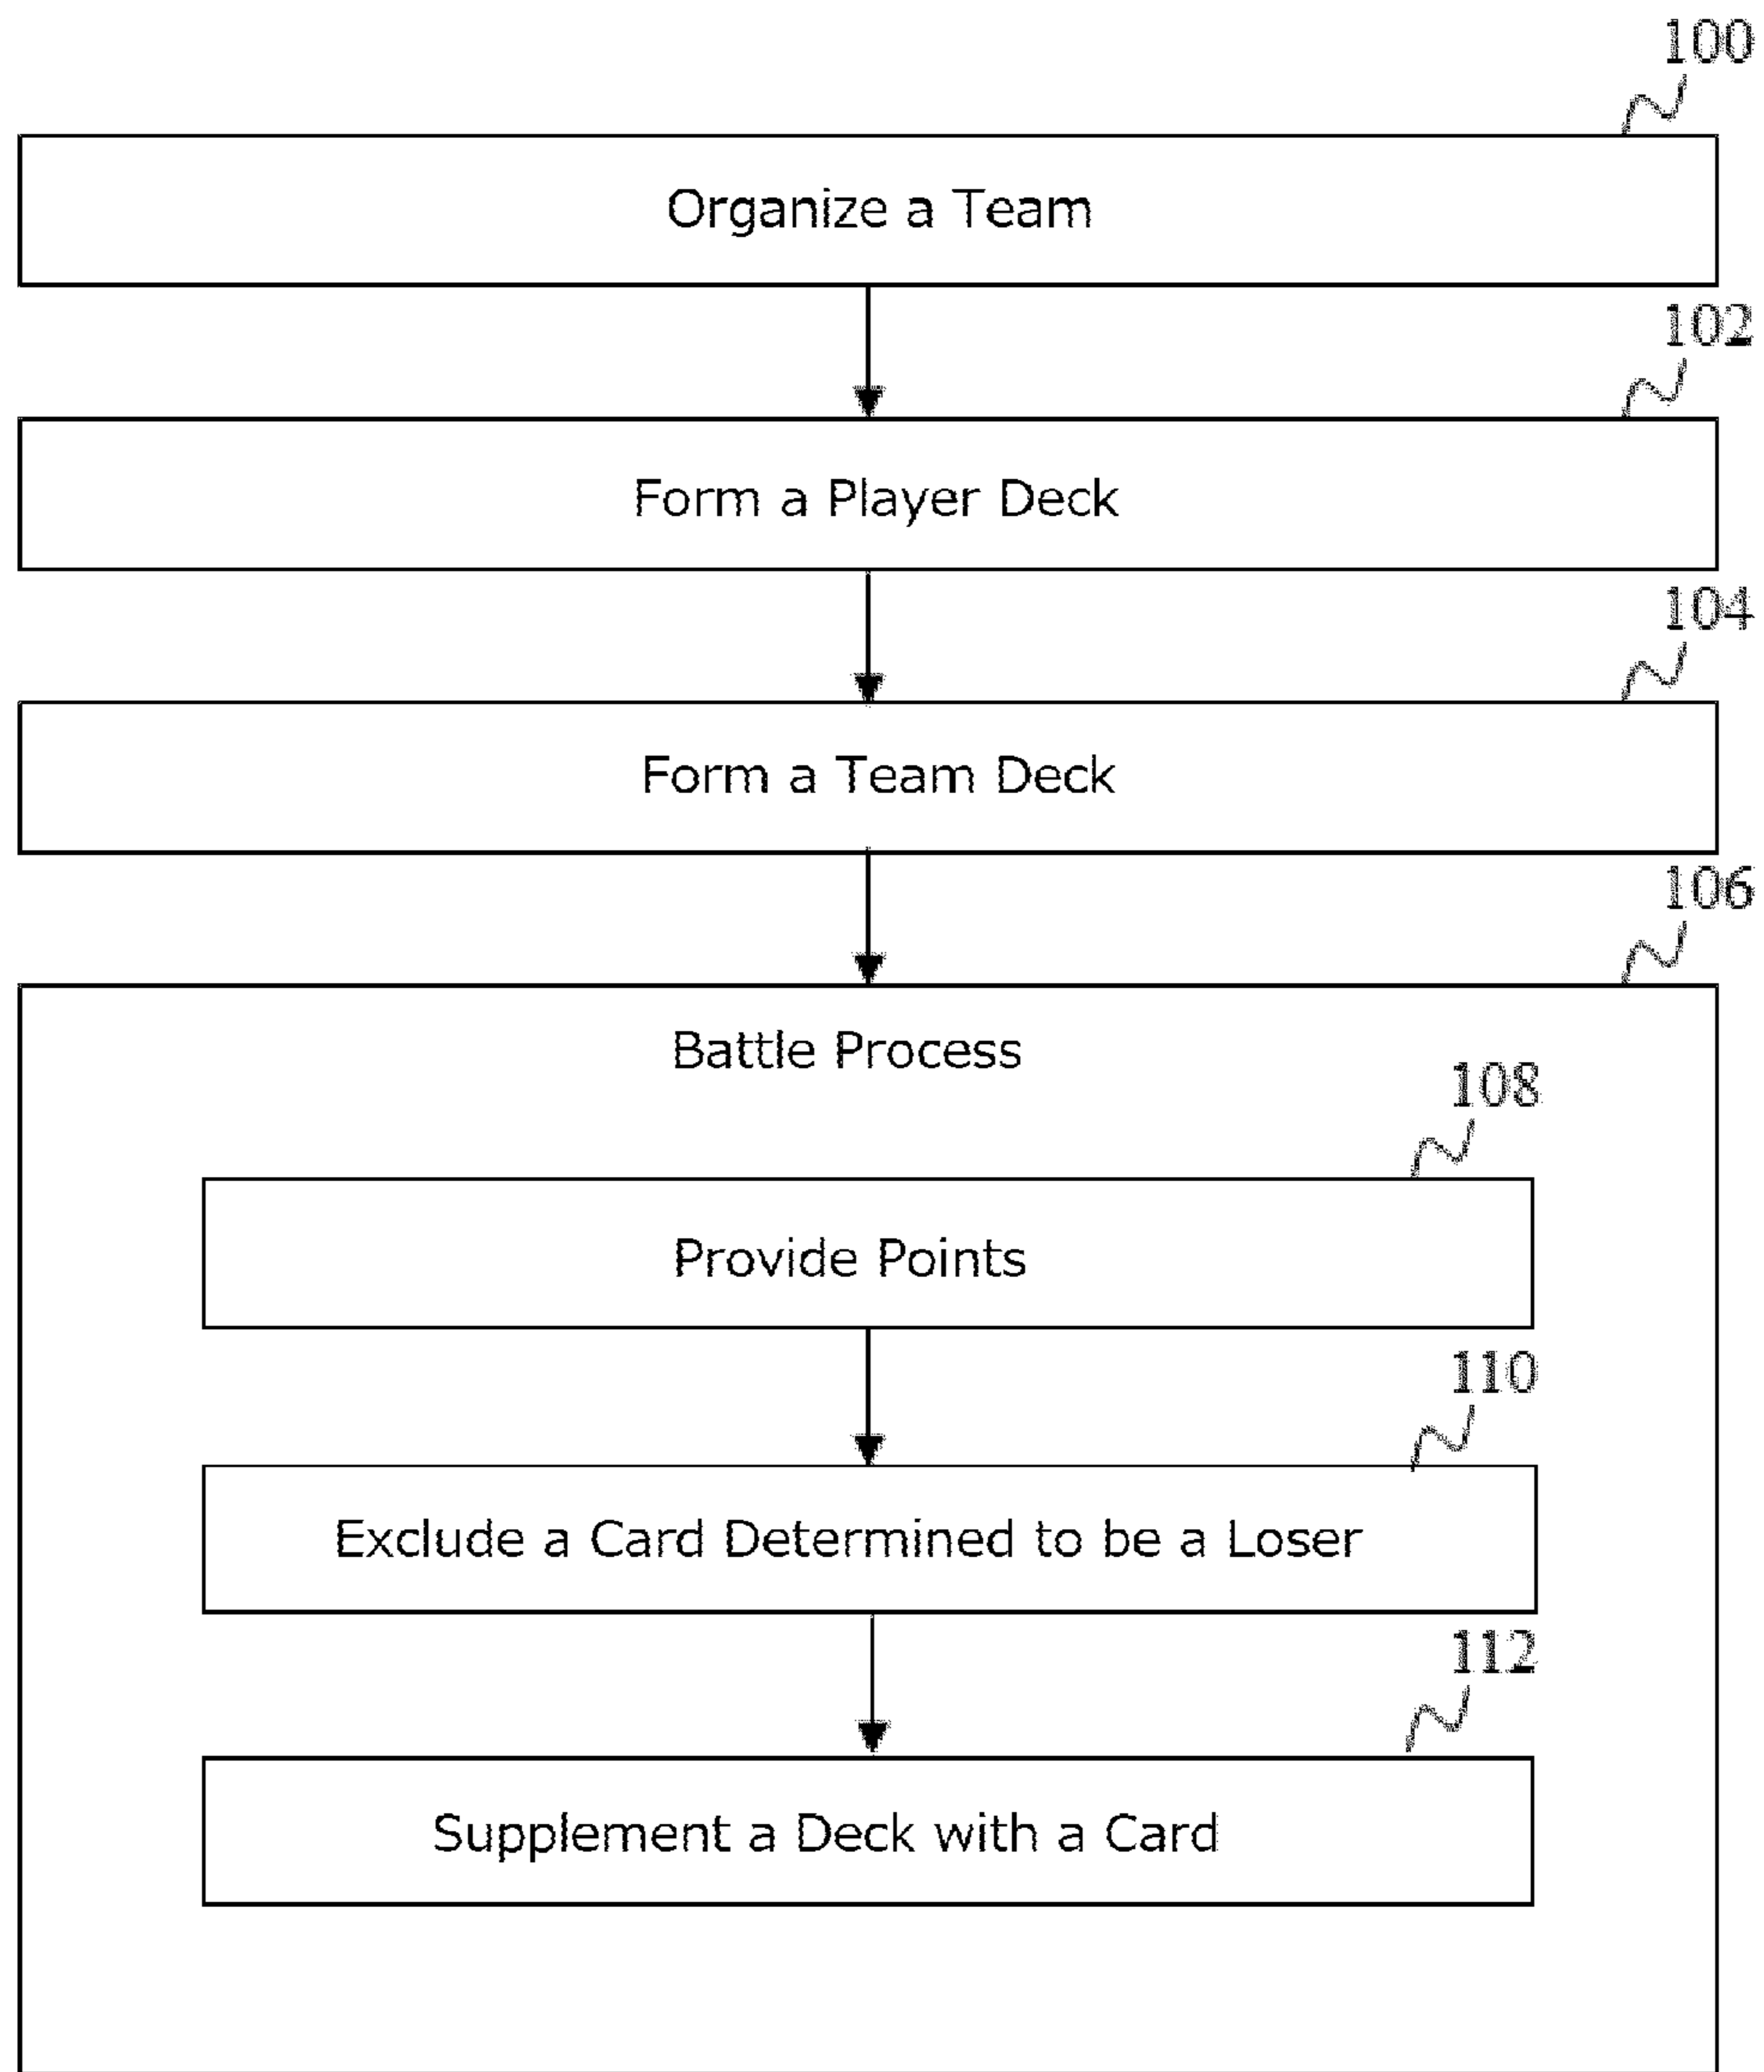 100
Organize a Team
102
Form a Player Deck
104
Form a Team Deck
106
Battle Process
108
Provide Points
110
Exclude a Card Determined to be a Loser
112
Supplement a Deck with a Card